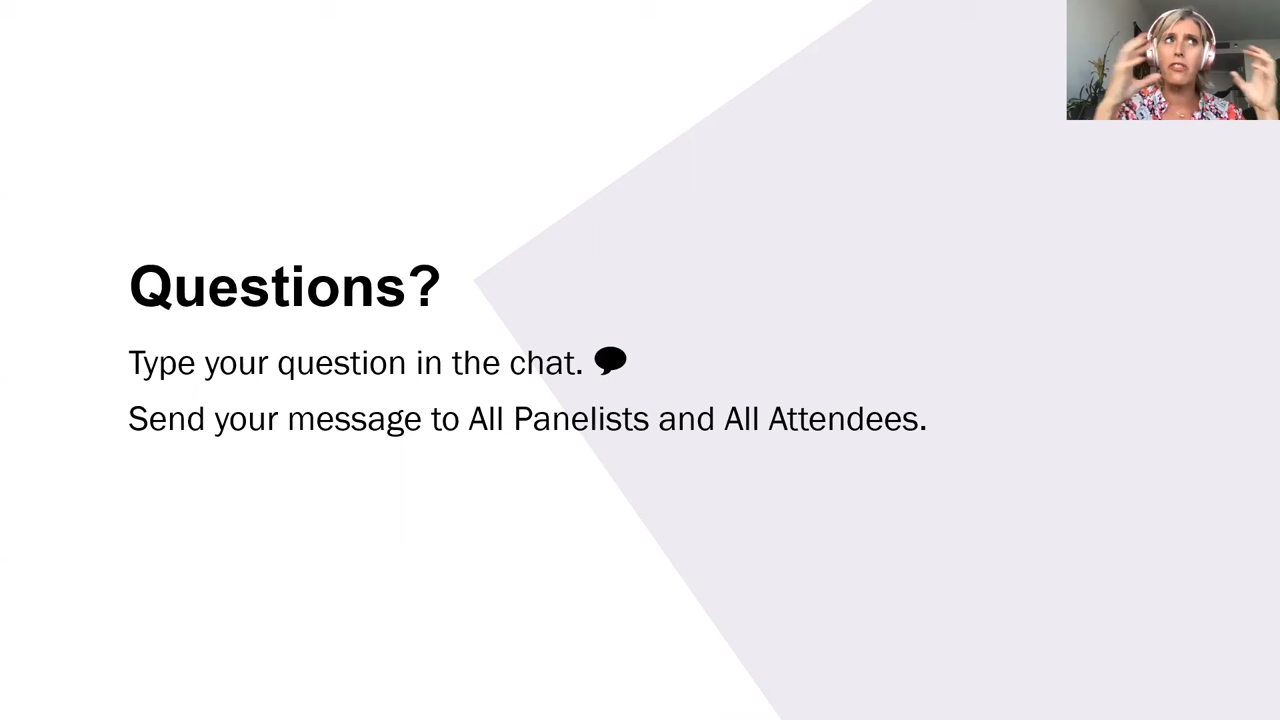 Questions?
Type your question in the chat.
Send your message to All Panelists and All Attendees.